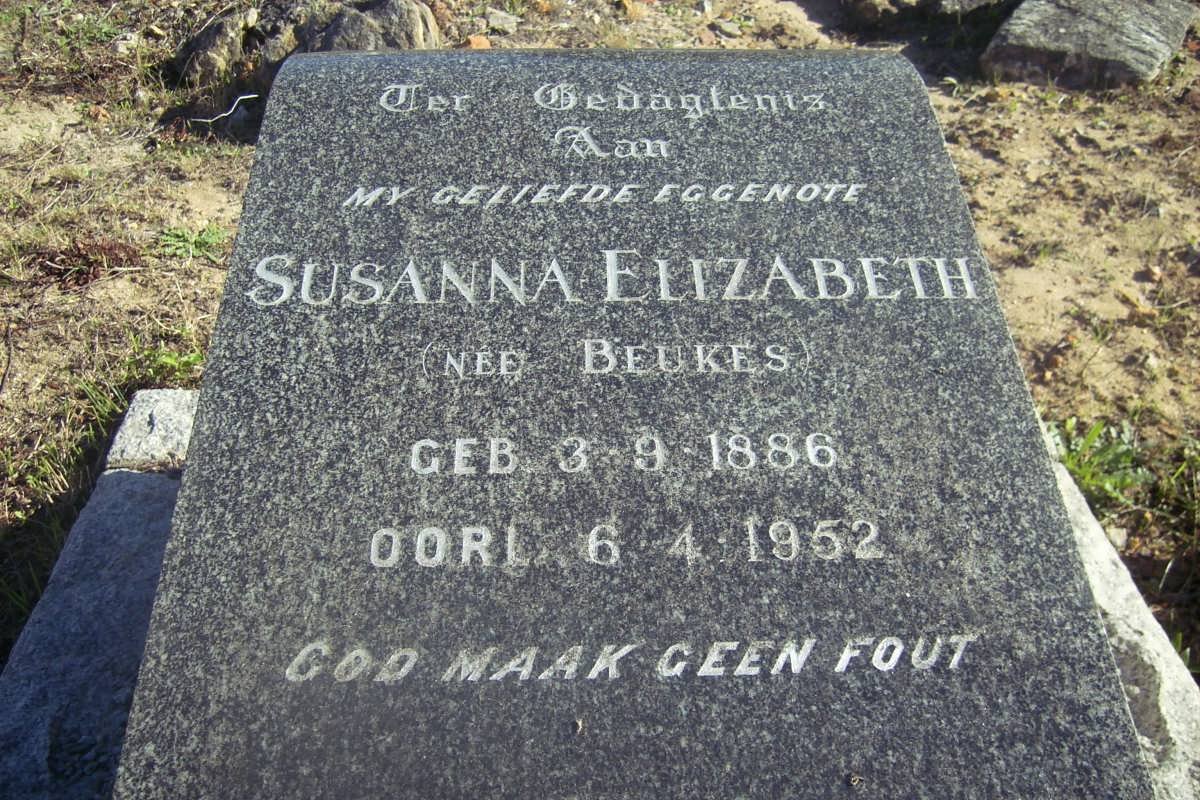 Ter Gedagtenis
Aan
MY GELIEFDE EGGENOTE
SUSANNA ELIZABETH
(NEE BEUKES)
GEB. 3·9·1886
OORL. 6·4·1952
GOD MAAK GEEN FOUT